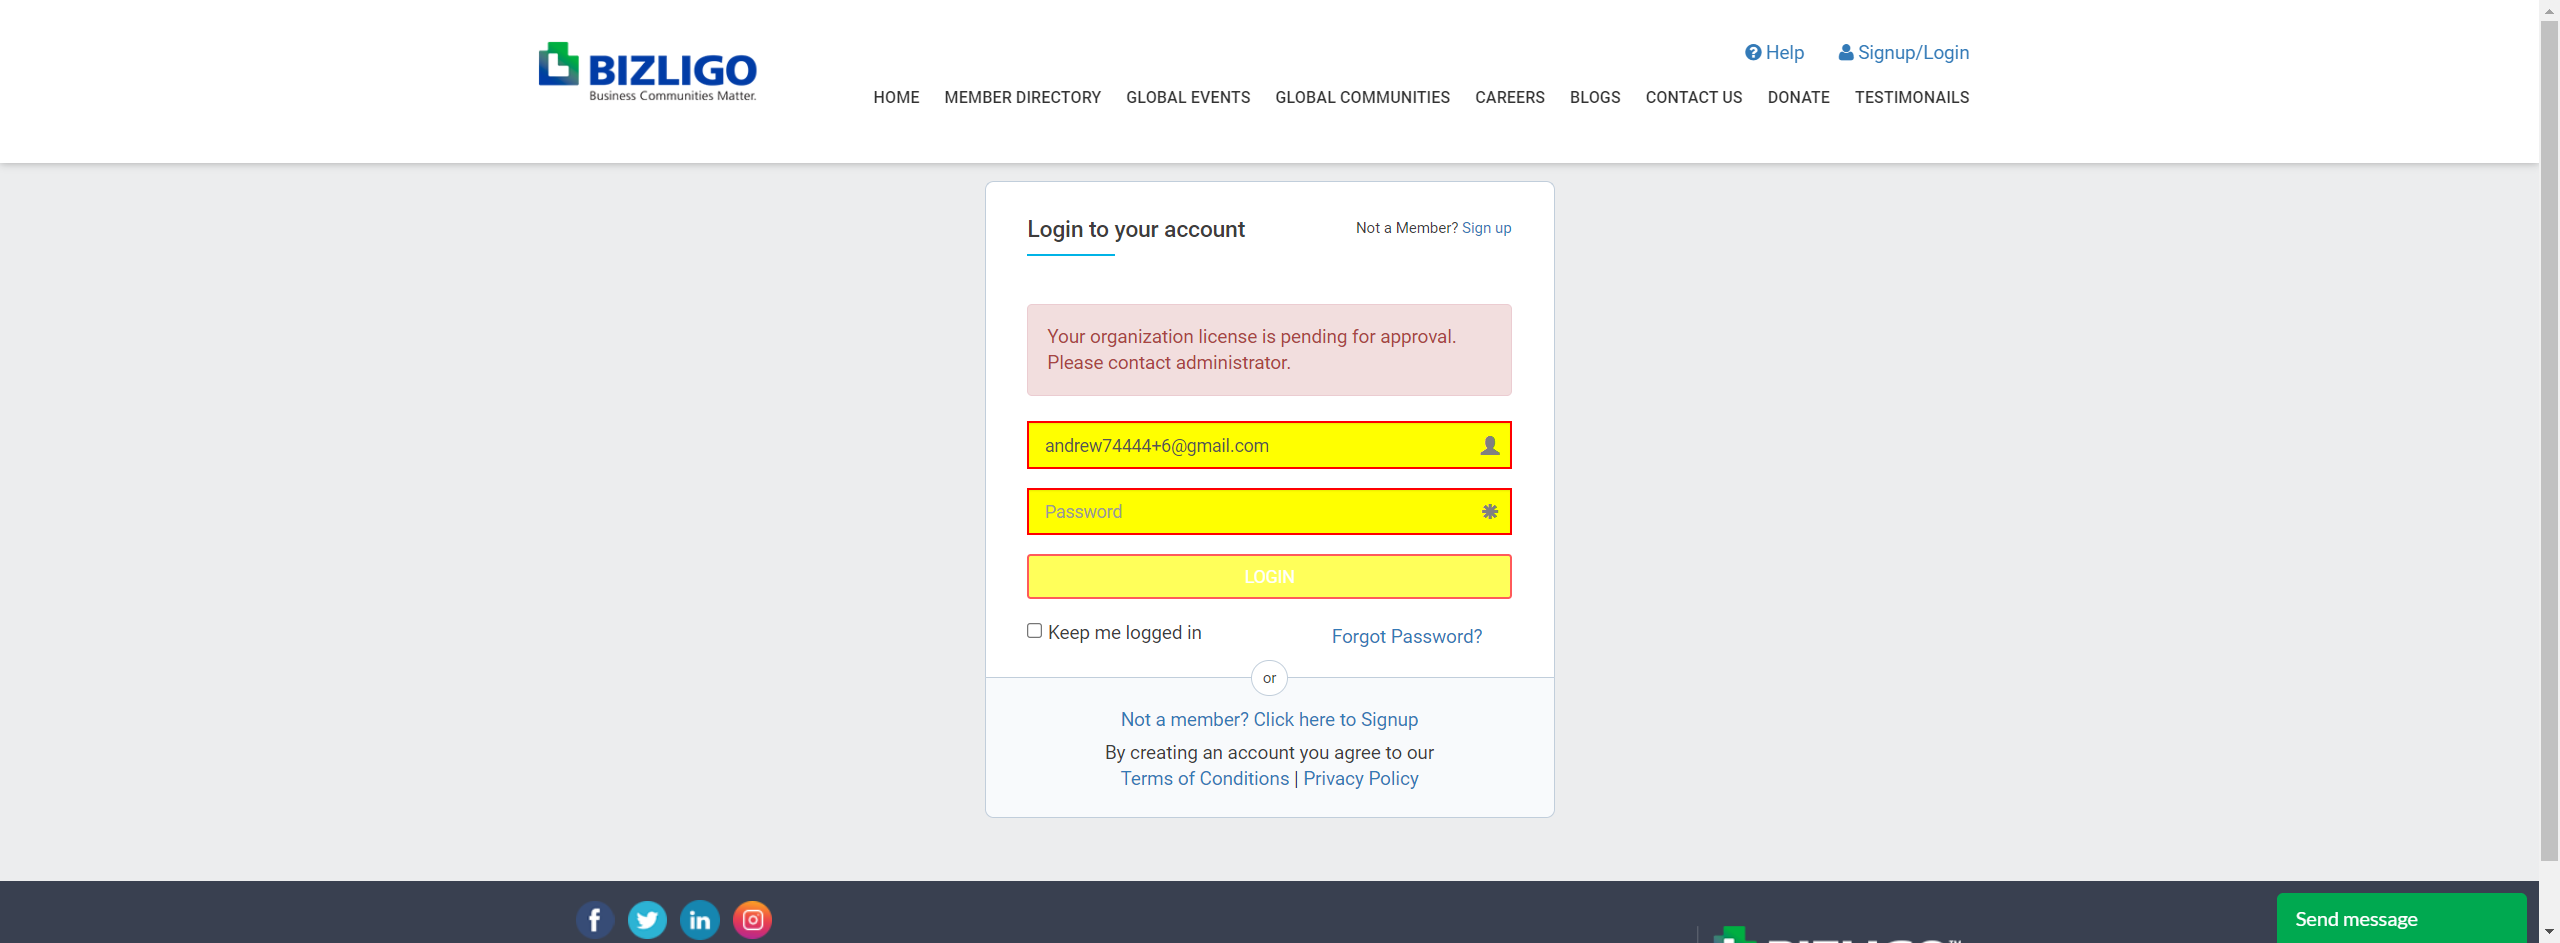 Help Signup/Login
BIZLIGO
Business Communities Matter.
HOME MEMBER DIRECTORY GLOBAL EVENTS GLOBAL COMMUNITIES CAREERS BLOGS CONTACT US DONATE TESTIMONAILS
Login to your account
Not a Member? Sign up
Your organization license is pending for approval.
Please contact administrator.
andrew74444+6@gmail.com
Password
LOGIN
Keep me logged in
Forgot Password?
or
Not a member? Click here to Signup
By creating an account you agree to our
Terms of Conditions | Privacy Policy
Send message
BIZLIGO™